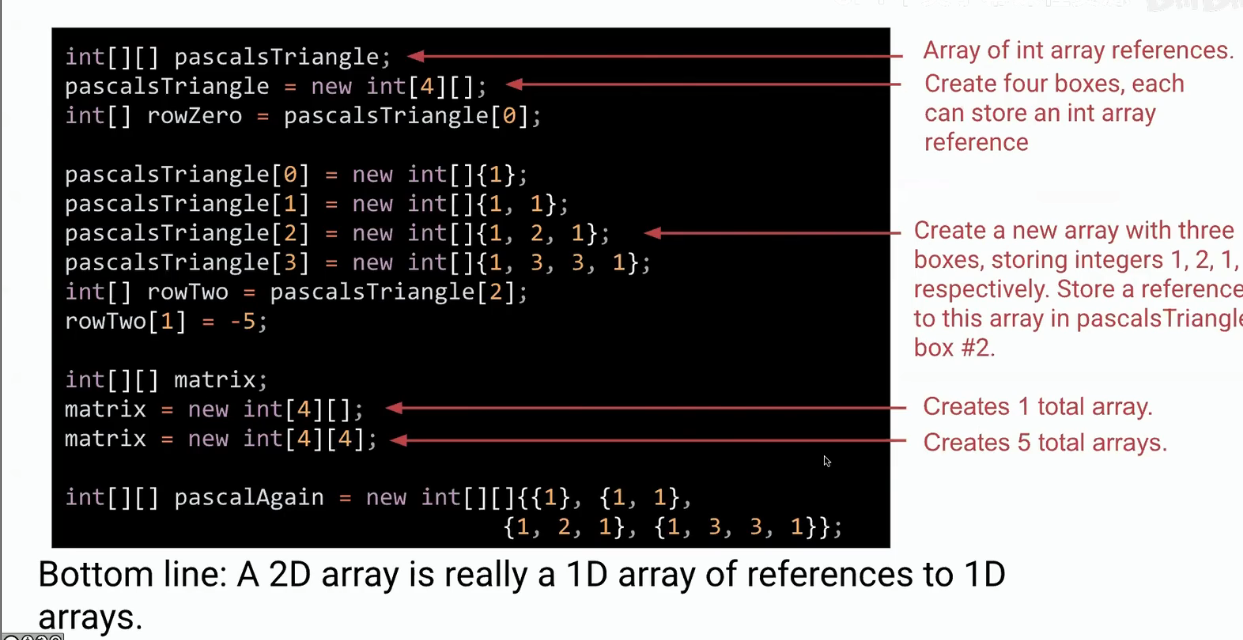 int[][] pascalsTriangle;
Array of int array references.
pascalsTriangle = new int[4][];
Create four boxes, each
can store an int array
reference
int[] rowZero = pascalsTriangle[0];
pascalsTriangle[0] = new int[]{1};
pascalsTriangle[1] = new int[]{1, 1};
pascalsTriangle[2] = new int[]{1, 2, 1};
Create a new array with three
boxes, storing integers 1, 2, 1,
respectively. Store a reference
to this array in pascalsTriangle
box #2.
pascalsTriangle[3] = new int[]{1, 3, 3, 1};
int[] rowTwo = pascalsTriangle[2];
rowTwo[1] = -5;
int[][] matrix;
matrix = new int[4][];
Creates 1 total array.
matrix = new int[4][4];
Creates 5 total arrays.
int[][] pascalAgain = new int[][]{{1}, {1, 1},
{1, 2, 1}, {1, 3, 3, 1}};
Bottom line: A 2D array is really a 1D array of references to 1D
arrays.